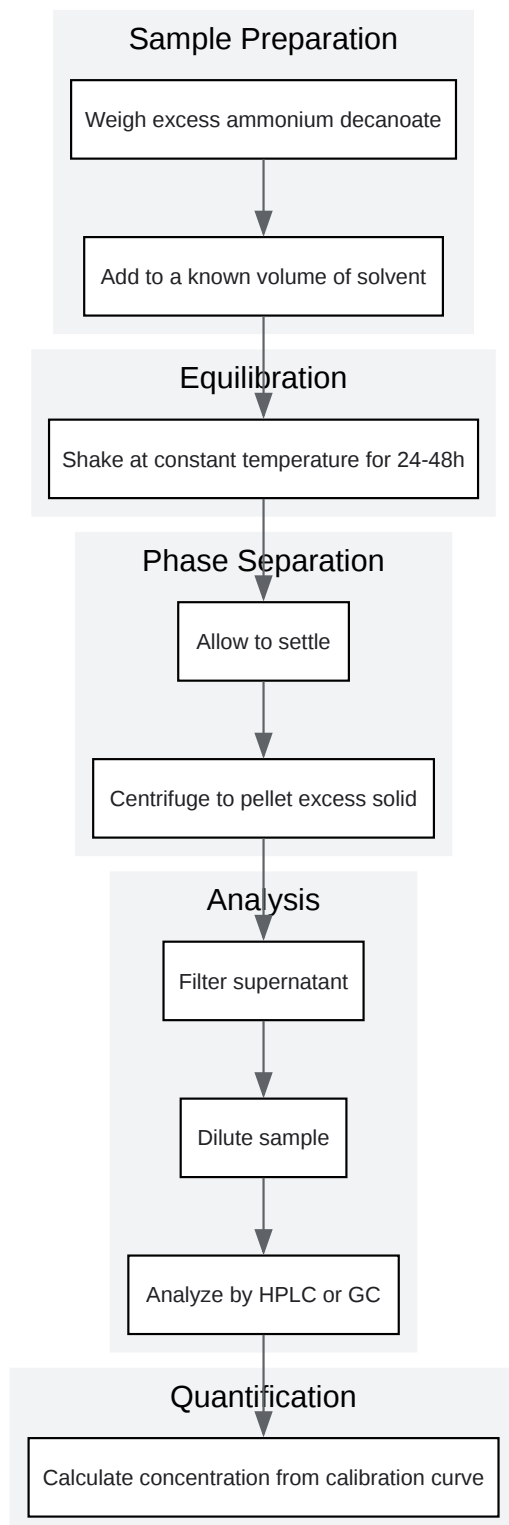 Sample Preparation
Weigh excess ammonium decanoate
Add to a known volume of solvent
Equilibration
Shake at constant temperature for 24-48h
Phase Separation
Allow to settle
Centrifuge to pellet excess solid
Analysis
Filter supernatant
Dilute sample
Analyze by HPLC or GC
Quantification
Calculate concentration from calibration curve